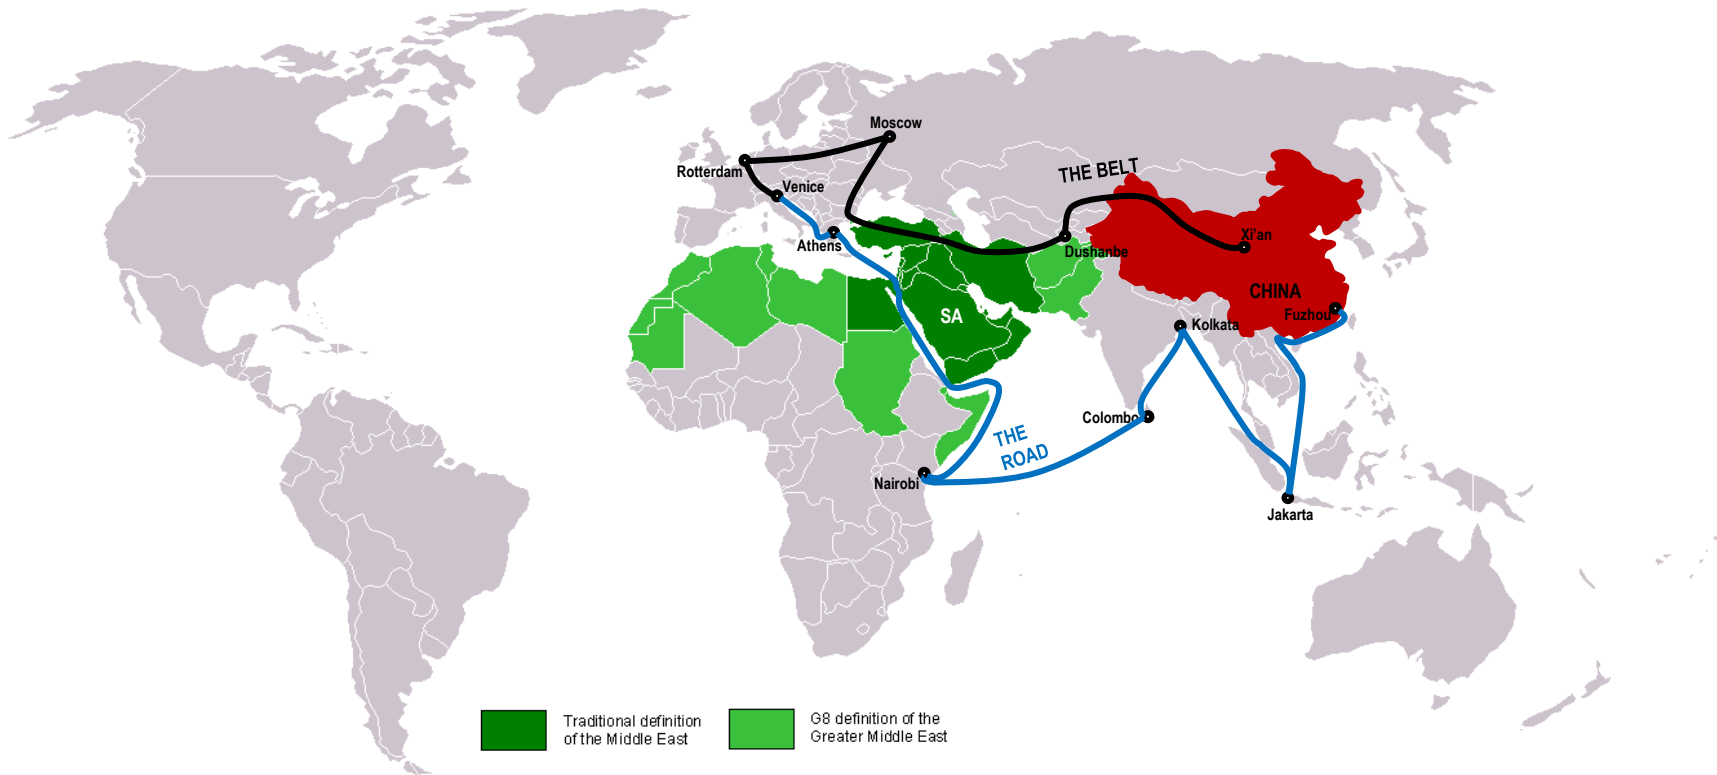 Moscow
THE BELT
Rotterdam
Venice
Athens
Xi'an
Dushanbe
CHINA
Fuzhou
SA
Kolkata
Colombo
THE
ROAD
Nairobi
Jakarta
Traditional definition
of the Middle East
G8 definition of the
Greater Middle East